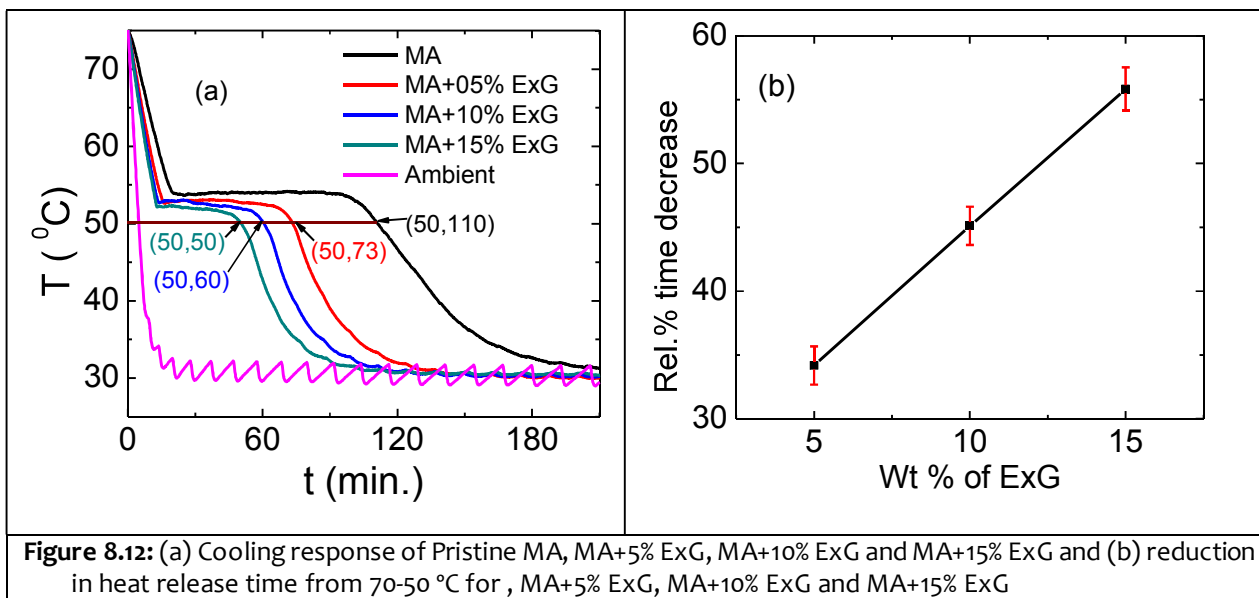 (a)
MA
MA+05% ExG
MA+10% ExG
MA+15% ExG
Ambient
T ( ⁰C)
70
60
50
40
30
(50,110)
(50,50)
(50,73)
(50,60)
0 60 120 180
t (min.)
(b)
Rel.% time decrease
60
50
40
30
5 10 15
Wt % of ExG
Figure 8.12: (a) Cooling response of Pristine MA, MA+5% ExG, MA+10% ExG and MA+15% ExG and (b) reduction
in heat release time from 70-50 °C for , MA+5% ExG, MA+10% ExG and MA+15% ExG